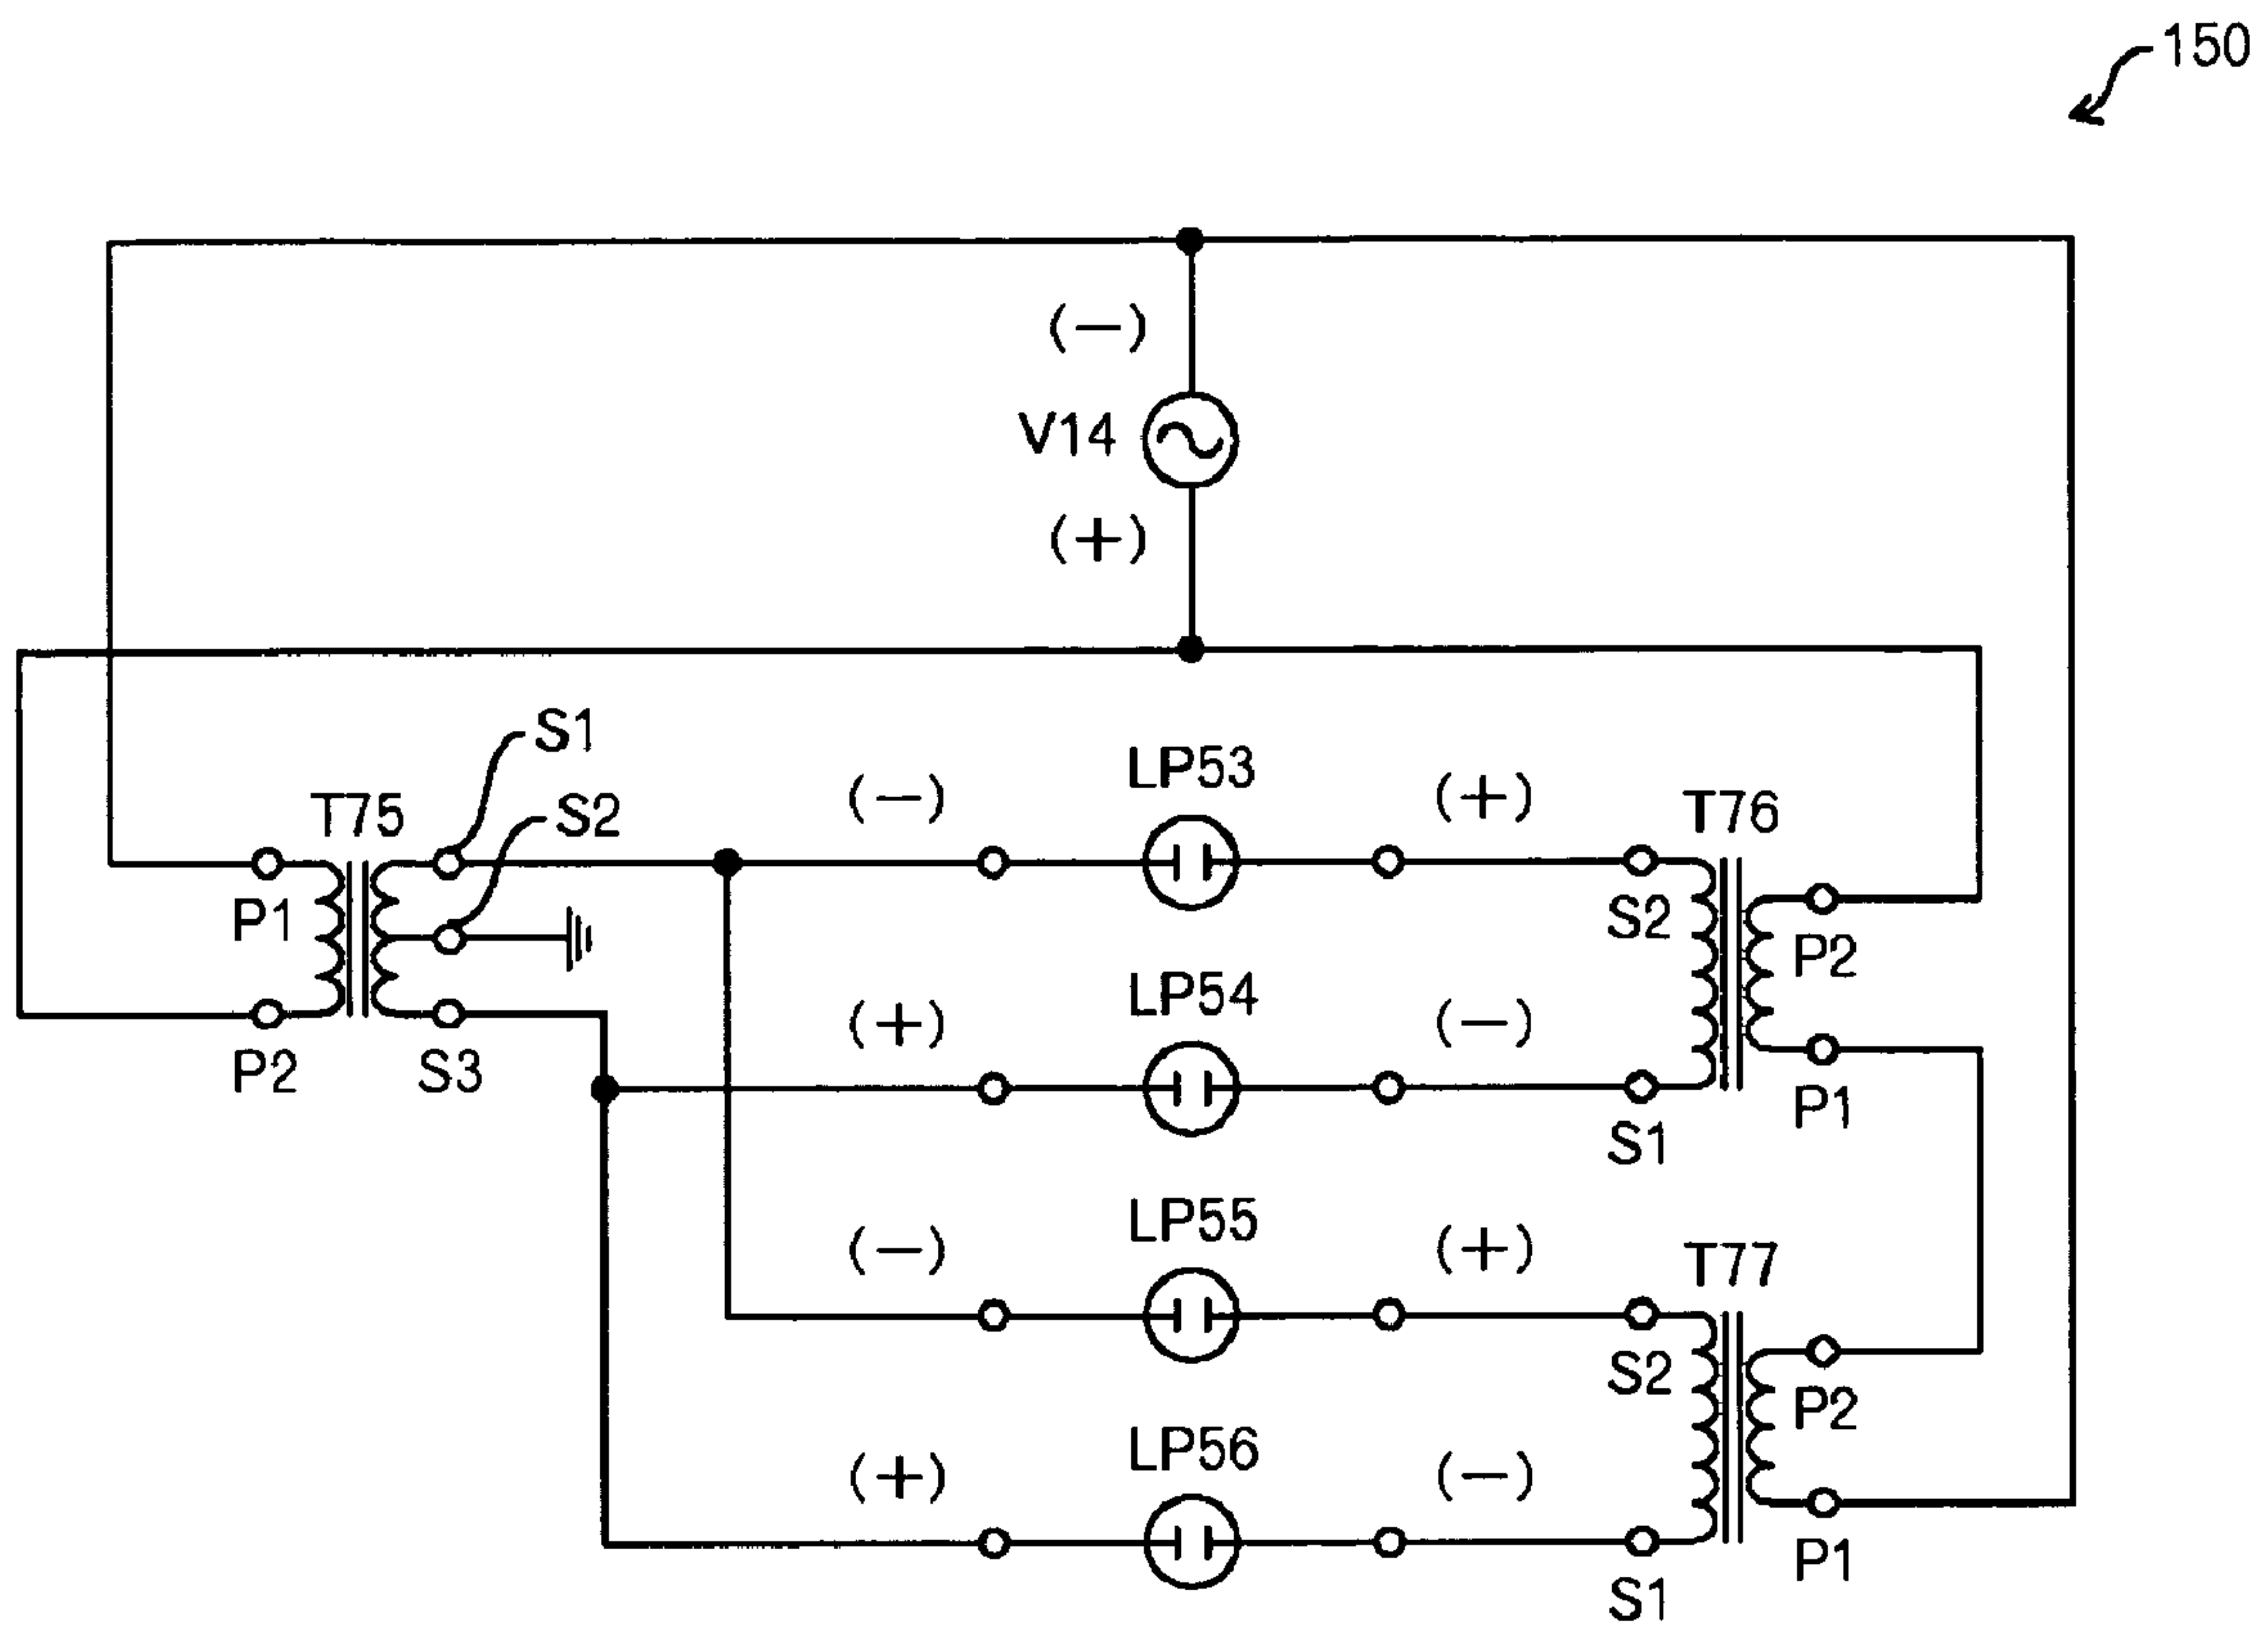 150
(−)
V14
(+)
S1
LP53
T75
S2
(−)
(+)
T76
P1
S2
P2
LP54
P2
S3
(+)
(−)
P1
S1
LP55
(−)
(+)
T77
S2
P2
LP56
(+)
(−)
P1
S1